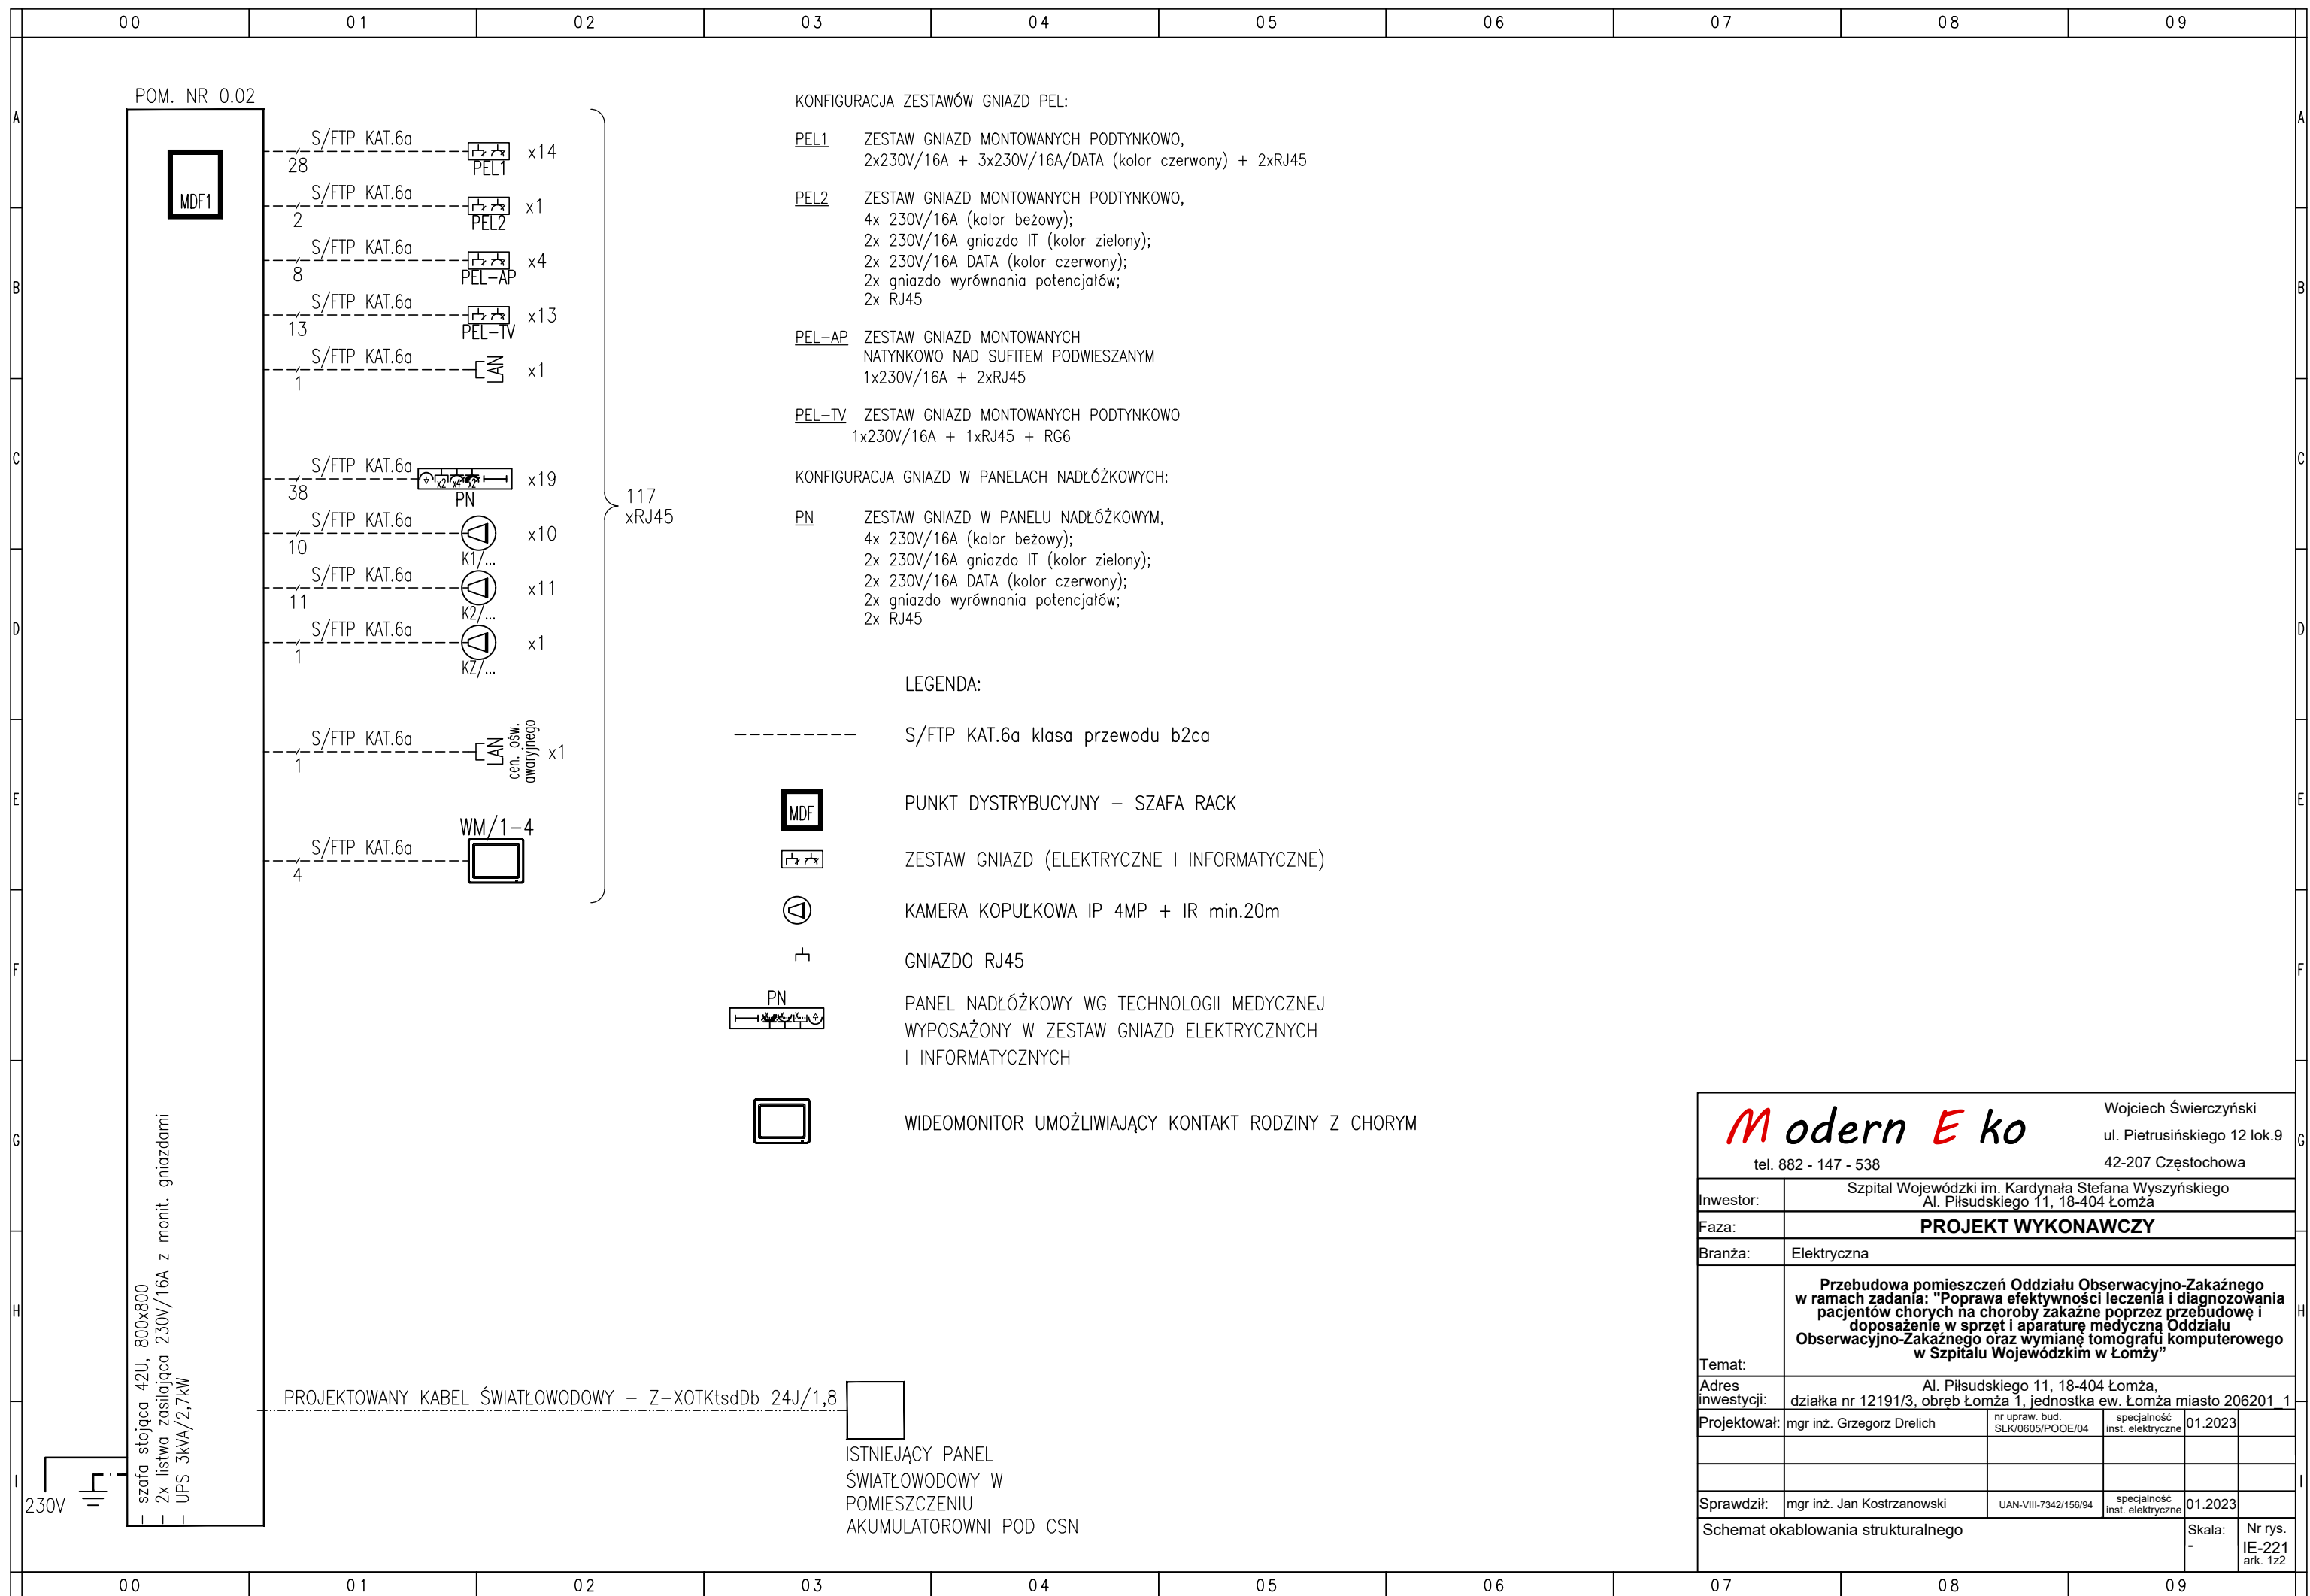 00 01 02 03 04 05 06 07 08 09
A A
B B
C C
D D
E E
F F
G G
H H
I I
POM. NR 0.02
MDF1
S/FTP KAT.6a
28
PEL1
x14
S/FTP KAT.6a
2
PEL2
x1
S/FTP KAT.6a
8
PEL-AP
x4
S/FTP KAT.6a
13
PEL-TV
x13
S/FTP KAT.6a
1
LAN
x1
S/FTP KAT.6a
38
x2 x4 x2
PN
x19
S/FTP KAT.6a
10
K1/...
x10
S/FTP KAT.6a
11
K2/...
x11
S/FTP KAT.6a
1
KZ/...
x1
S/FTP KAT.6a
1
LAN
cen. ośw.
awaryjnego
x1
S/FTP KAT.6a
4
WM/1-4
117
xRJ45
- szafa stojąca 42U, 800x800
- 2x listwa zasilająca 230V/16A z monit. gniazdami
- UPS 3kVA/2,7kW
230V
PROJEKTOWANY KABEL ŚWIATŁOWODOWY - Z-XOTKtsdDb 24J/1,8
ISTNIEJĄCY PANEL
ŚWIATŁOWODOWY W
POMIESZCZENIU
AKUMULATOROWNI POD CSN
KONFIGURACJA ZESTAWÓW GNIAZD PEL:
PEL1 ZESTAW GNIAZD MONTOWANYCH PODTYNKOWO,
2x230V/16A + 3x230V/16A/DATA (kolor czerwony) + 2xRJ45
PEL2 ZESTAW GNIAZD MONTOWANYCH PODTYNKOWO,
4x 230V/16A (kolor beżowy);
2x 230V/16A gniazdo IT (kolor zielony);
2x 230V/16A DATA (kolor czerwony);
2x gniazdo wyrównania potencjałów;
2x RJ45
PEL-AP ZESTAW GNIAZD MONTOWANYCH
NATYNKOWO NAD SUFITEM PODWIESZANYM
1x230V/16A + 2xRJ45
PEL-TV ZESTAW GNIAZD MONTOWANYCH PODTYNKOWO
1x230V/16A + 1xRJ45 + RG6
KONFIGURACJA GNIAZD W PANELACH NADŁÓŻKOWYCH:
PN ZESTAW GNIAZD W PANELU NADŁÓŻKOWYM,
4x 230V/16A (kolor beżowy);
2x 230V/16A gniazdo IT (kolor zielony);
2x 230V/16A DATA (kolor czerwony);
2x gniazdo wyrównania potencjałów;
2x RJ45
LEGENDA:
S/FTP KAT.6a klasa przewodu b2ca
MDF PUNKT DYSTRYBUCYJNY - SZAFA RACK
ZESTAW GNIAZD (ELEKTRYCZNE I INFORMATYCZNE)
KAMERA KOPUŁKOWA IP 4MP + IR min.20m
GNIAZDO RJ45
PN
PANEL NADŁÓŻKOWY WG TECHNOLOGII MEDYCZNEJ
WYPOSAŻONY W ZESTAW GNIAZD ELEKTRYCZNYCH
I INFORMATYCZNYCH
WIDEOMONITOR UMOŻLIWIAJĄCY KONTAKT RODZINY Z CHORYM
Modern Eko
tel. 882 - 147 - 538
Wojciech Świerczyński
ul. Pietrusińskiego 12 lok.9
42-207 Częstochowa
Inwestor: Szpital Wojewódzki im. Kardynała Stefana Wyszyńskiego
Al. Piłsudskiego 11, 18-404 Łomża
Faza: PROJEKT WYKONAWCZY
Branża: Elektryczna
Temat:
Przebudowa pomieszczeń Oddziału Obserwacyjno-Zakaźnego
w ramach zadania: "Poprawa efektywności leczenia i diagnozowania
pacjentów chorych na choroby zakaźne poprzez przebudowę i
doposażenie w sprzęt i aparaturę medyczną Oddziału
Obserwacyjno-Zakaźnego oraz wymianę tomografu komputerowego
w Szpitalu Wojewódzkim w Łomży”
Adres
inwestycji:
Al. Piłsudskiego 11, 18-404 Łomża,
działka nr 12191/3, obręb Łomża 1, jednostka ew. Łomża miasto 206201_1
Projektował: mgr inż. Grzegorz Drelich
nr upraw. bud.
SLK/0605/POOE/04
specjalność
inst. elektryczne
01.2023
Sprawdził: mgr inż. Jan Kostrzanowski
UAN-VIII-7342/156/94
specjalność
inst. elektryczne
01.2023
Schemat okablowania strukturalnego
Skala:
-
Nr rys.
IE-221
ark. 1z2
00 01 02 03 04 05 06 07 08 09